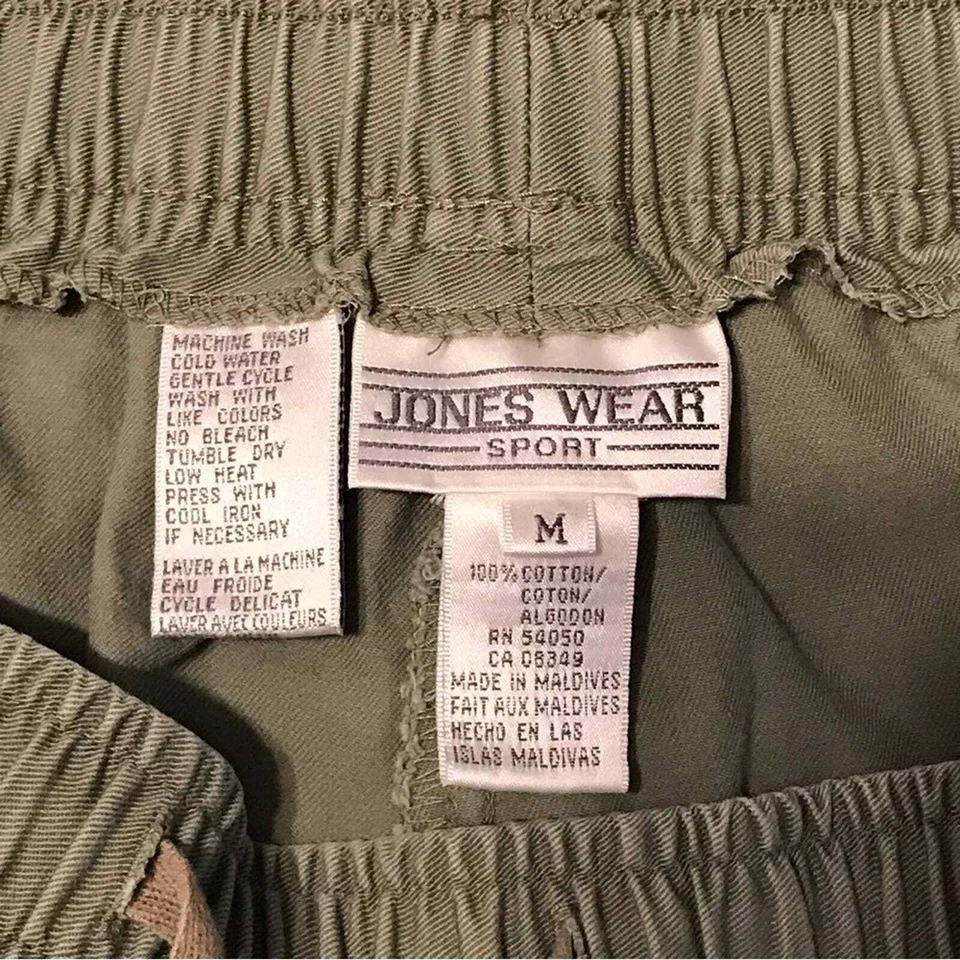 MACHINE WASH
COLD WATER
GENTLE CYCLE
WASH WITH
LIKE COLORS
NO BLEACH
TUMBLE DRY
LOW HEAT
PRESS WITH
COOL IRON
IF NECESSARY
LAVER A LA MACHINE
EAU FROIDE
CYCLE DELICAT
LAVER AVEC COULEURS
JONES WEAR
SPORT
M
100% COTTON/
COTON/
ALGODON
RN 54050
CA 08349
MADE IN MALDIVES
FAIT AUX MALDIVES
HECHO EN LAS
ISLAS MALDIVAS